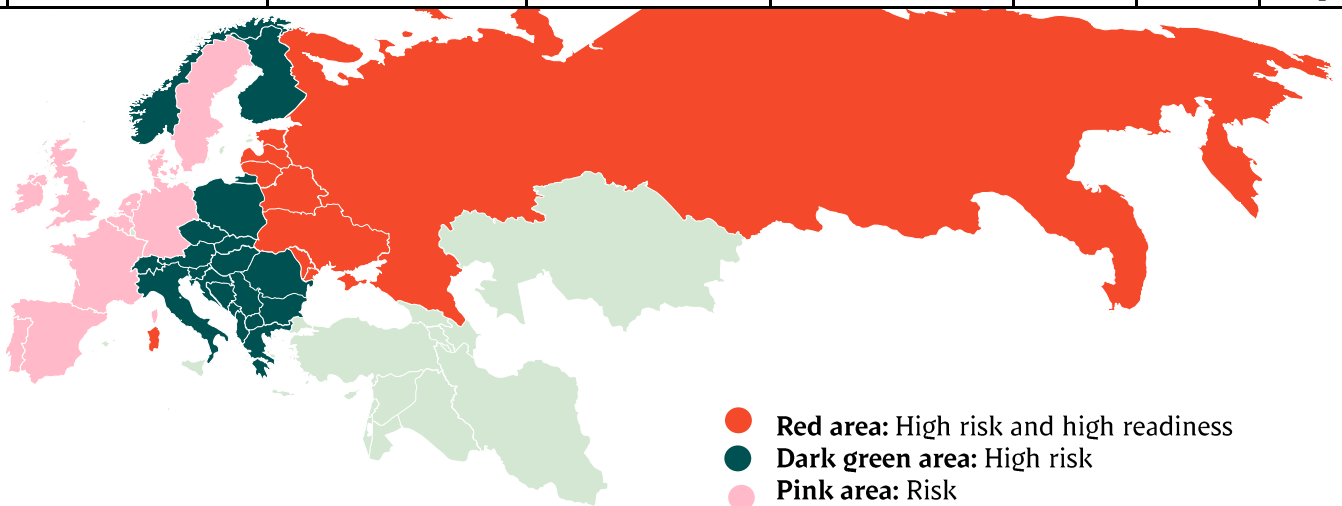 Red area: High risk and high readiness
Dark green area: High risk
Pink area: Risk